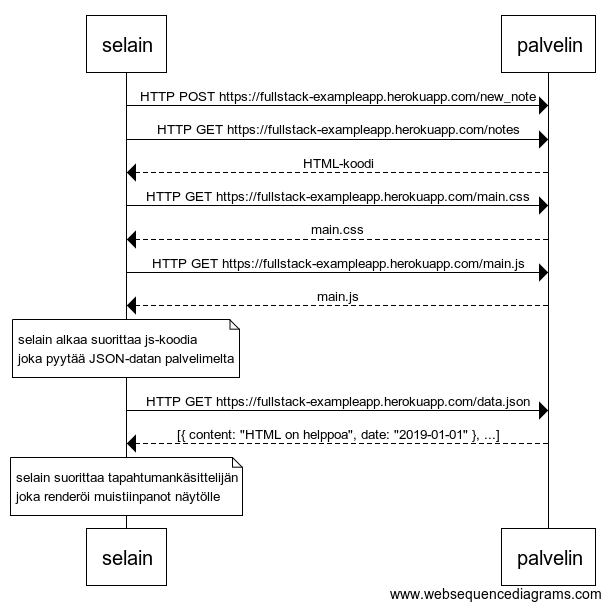 selain palvelin
HTTP POST https://fullstack-exampleapp.herokuapp.com/new_note
HTTP GET https://fullstack-exampleapp.herokuapp.com/notes
HTML-koodi
HTTP GET https://fullstack-exampleapp.herokuapp.com/main.css
main.css
HTTP GET https://fullstack-exampleapp.herokuapp.com/main.js
main.js
selain alkaa suorittaa js-koodia
joka pyytää JSON-datan palvelimelta
HTTP GET https://fullstack-exampleapp.herokuapp.com/data.json
[{ content: "HTML on helppoa", date: "2019-01-01" }, ...]
selain suorittaa tapahtumankäsittelijän
joka renderöi muistiinpanot näytölle
selain palvelin
www.websequencediagrams.com